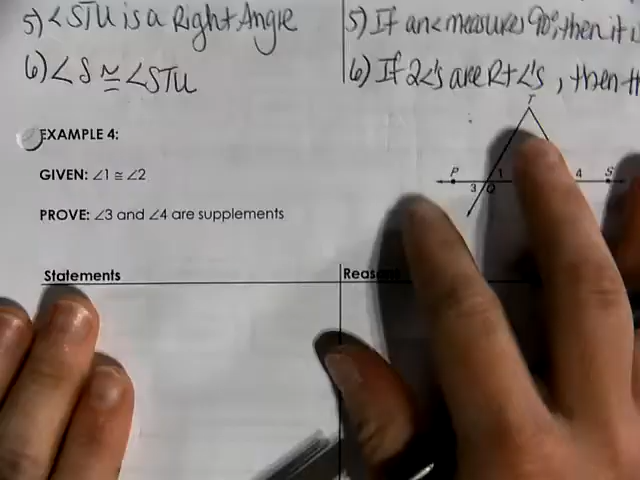 5) ∠STU is a Right Angle
5) If an ∠ measures 90°, then it is
6) ∠S ≅ ∠STU
6) If 2 ∠'s are Rt ∠'s, then
EXAMPLE 4:
GIVEN: ∠1 ≅ ∠2
PROVE: ∠3 and ∠4 are supplements
T
P 1 4 S
3 Q
Statements